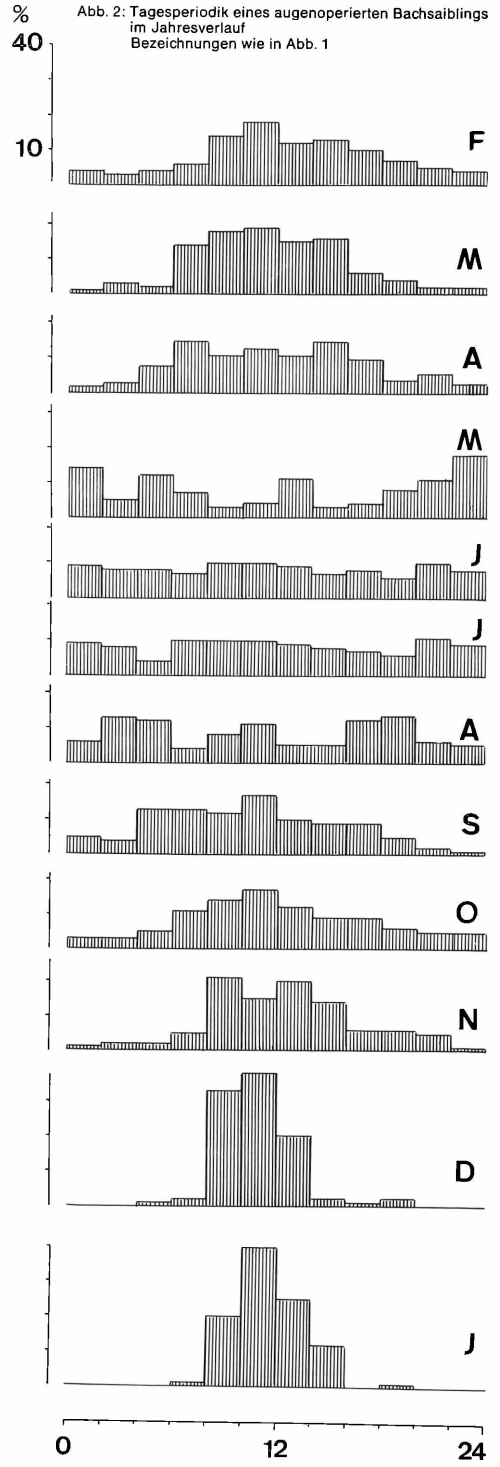 %
Abb. 2: Tagesperiodik eines augenoperierten Bachsaiblings
im Jahresverlauf
Bezeichnungen wie in Abb. 1
40
10
F
M
A
M
J
J
A
S
O
N
D
J
0 12 24